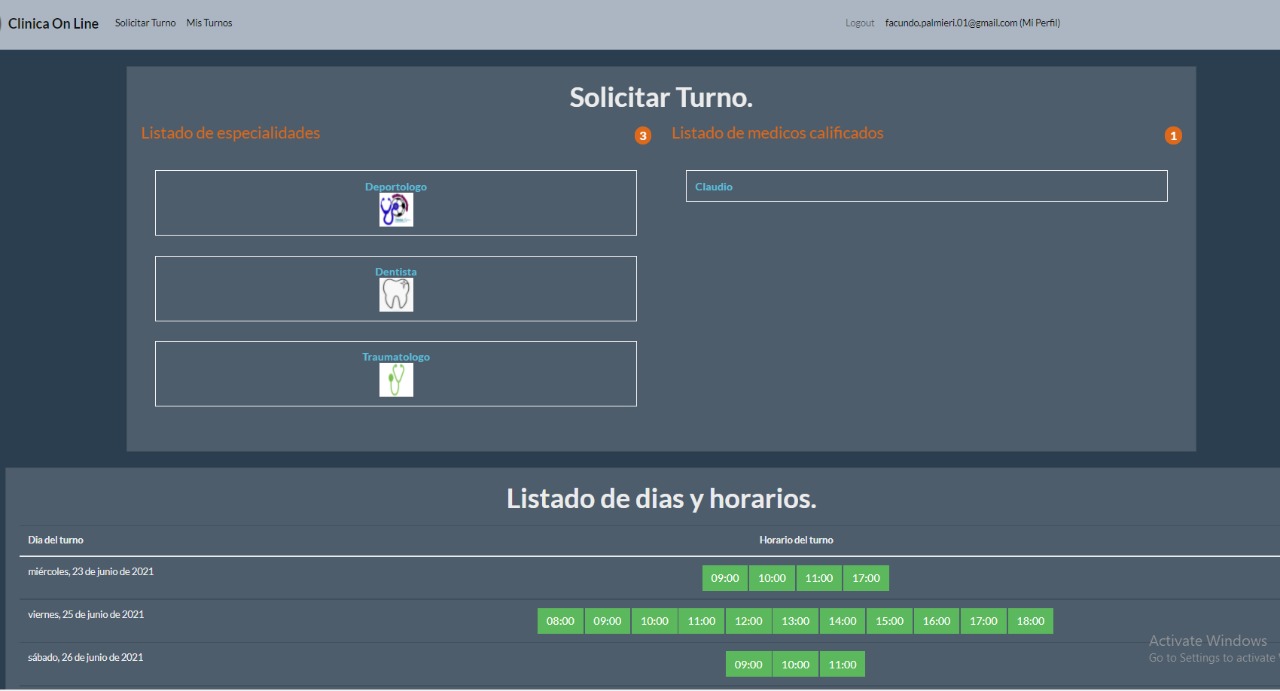 Clinica On Line Solicitar Turno Mis Turnos Logout facundo.palmieri.01@gmail.com (Mi Perfil)
Solicitar Turno.
Listado de especialidades 3
Deportologo
Dentista
Traumatologo
Listado de medicos calificados 1
Claudio
Listado de dias y horarios.
Dia del turno Horario del turno
miércoles, 23 de junio de 2021 09:00 10:00 11:00 17:00
viernes, 25 de junio de 2021 08:00 09:00 10:00 11:00 12:00 13:00 14:00 15:00 16:00 17:00 18:00
sábado, 26 de junio de 2021 09:00 10:00 11:00
Activate Windows
Go to Settings to activate